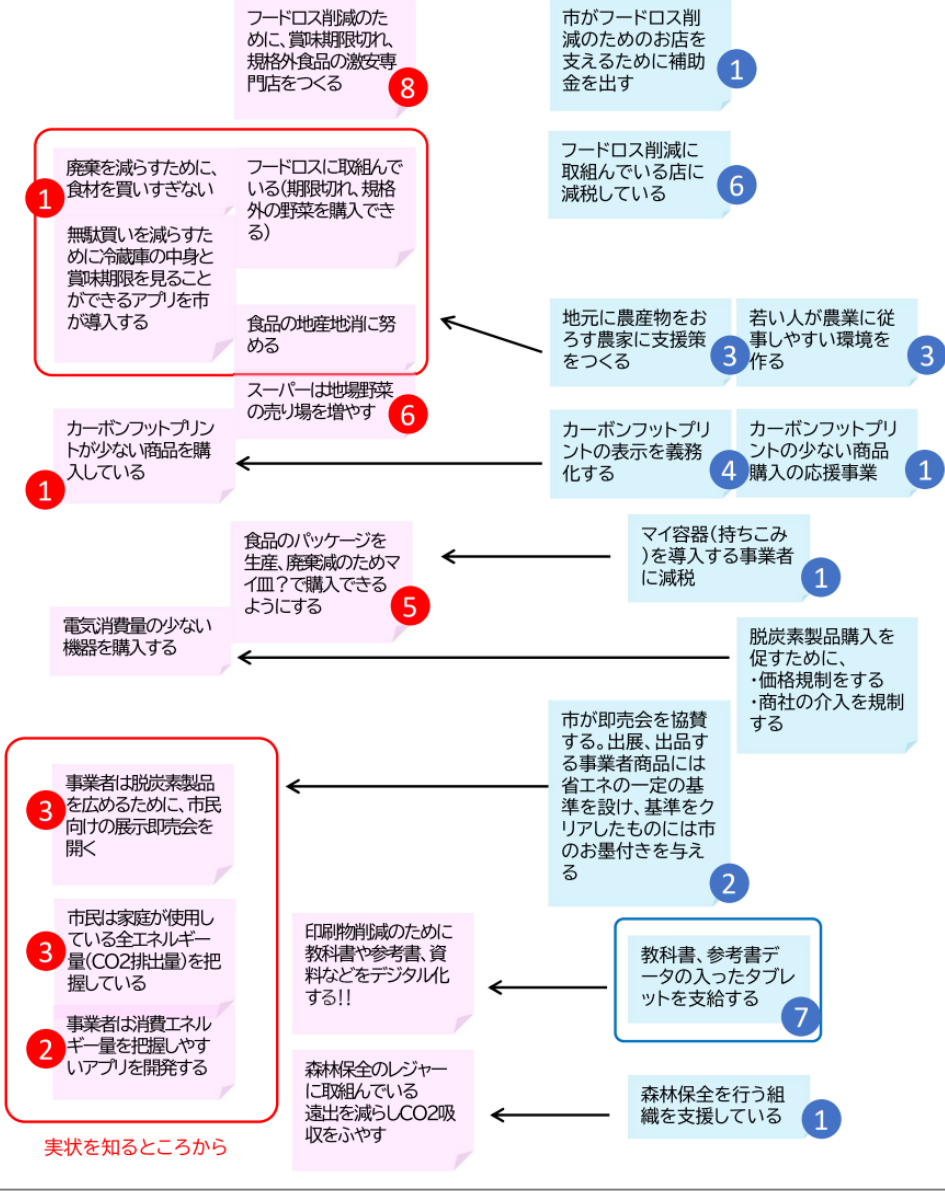 フードロス削減のた
めに、賞味期限切れ、
規格外食品の激安専
門店をつくる
8
市がフードロス削
減のためのお店を
支えるために補助
金を出す
1
廃棄を減らすために、
食材を買いすぎない
1
フードロスに取組んで
いる(期限切れ、規格
外の野菜を購入でき
る)
フードロス削減に
取組んでいる店に
減税している
6
無駄買いを減らすた
めに冷蔵庫の中身と
賞味期限を見ること
ができるアプリを市
が導入する
食品の地産地消に努
める
地元に農産物をお
ろす農家に支援策
をつくる
3
若い人が農業に従
事しやすい環境を
作る
3
スーパーは地場野菜
の売り場を増やす
6
カーボンフットプリン
トが少ない商品を購
入している
1
カーボンフットプリ
ントの表示を義務
化する
4
カーボンフットプリ
ントの少ない商品
購入の応援事業
1
食品のパッケージを
生産、廃棄減のためマ
イ皿?で購入できる
ようにする
5
マイ容器(持ちこみ
)を導入する事業者
に減税
1
電気消費量の少ない
機器を購入する
脱炭素製品購入を
促すために、
・価格規制をする
・商社の介入を規制
する
市が即売会を協賛
する。出展、出品す
る事業者商品には
省エネの一定の基
準を設け、基準をク
リアしたものには市
のお墨付きを与え
る
2
事業者は脱炭素製品
を広めるために、市民
向けの展示即売会を
開く
3
市民は家庭が使用し
ている全エネルギー
量(CO2排出量)を把
握している
3
事業者は消費エネル
ギー量を把握しやす
いアプリを開発する
2
実状を知るところから
印刷物削減のために
教科書や参考書、資
料などをデジタル化
する!!
教科書、参考書デ
ータの入ったタブレ
ットを支給する
7
森林保全のレジャー
に取組んでいる
遠出を減らしCO2吸
収をふやす
森林保全を行う組
織を支援している
1